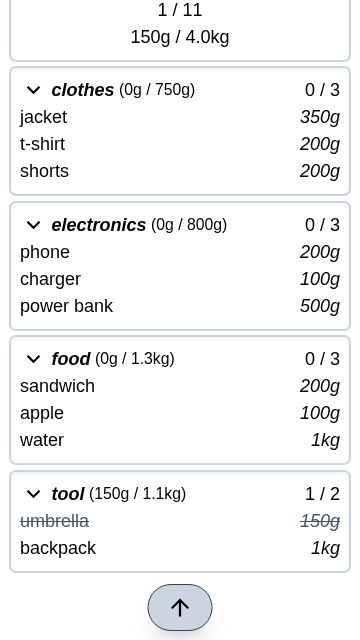 1 / 11
150g / 4.0kg
clothes (0g / 750g) 0 / 3
jacket 350g
t-shirt 200g
shorts 200g
electronics (0g / 800g) 0 / 3
phone 200g
charger 100g
power bank 500g
food (0g / 1.3kg) 0 / 3
sandwich 200g
apple 100g
water 1kg
tool (150g / 1.1kg) 1 / 2
umbrella 150g
backpack 1kg